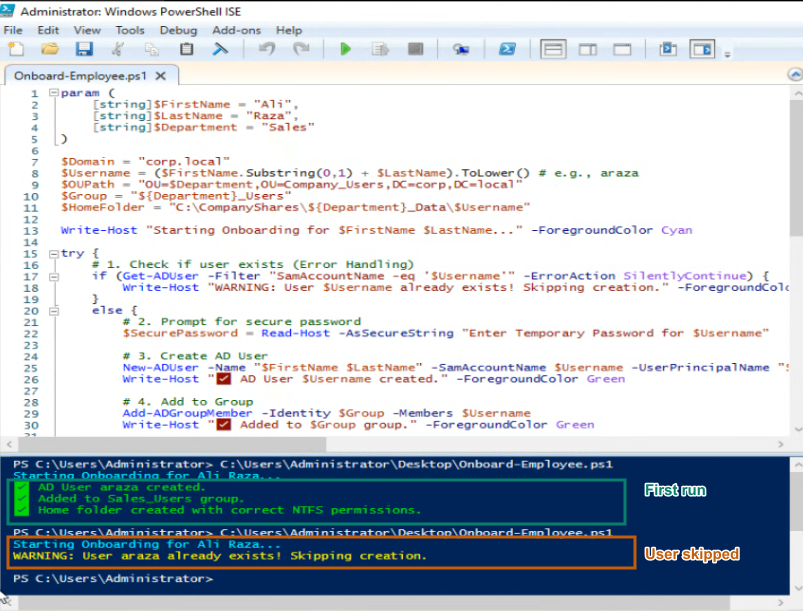 Administrator: Windows PowerShell ISE
File Edit View Tools Debug Add-ons Help
Onboard-Employee.ps1
1 param (
2 [string]$FirstName = "Ali",
3 [string]$LastName = "Raza",
4 [string]$Department = "Sales"
5 )
6
7 $Domain = "corp.local"
8 $Username = ($FirstName.Substring(0,1) + $LastName).ToLower() # e.g., araza
9 $OUPath = "OU=$Department,OU=Company_Users,DC=corp,DC=local"
10 $Group = "${Department}_Users"
11 $HomeFolder = "C:\CompanyShares\${Department}_Data\$Username"
12
13 Write-Host "Starting Onboarding for $FirstName $LastName..." -ForegroundColor Cyan
14
15 try {
16 # 1. Check if user exists (Error Handling)
17 if (Get-ADUser -Filter "SamAccountName -eq '$Username'" -ErrorAction SilentlyContinue) {
18 Write-Host "WARNING: User $Username already exists! Skipping creation." -ForegroundColo
19 }
20 else {
21 # 2. Prompt for secure password
22 $SecurePassword = Read-Host -AsSecureString "Enter Temporary Password for $Username"
23
24 # 3. Create AD User
25 New-ADUser -Name "$FirstName $LastName" -SamAccountName $Username -UserPrincipalName "$
26 Write-Host "✅ AD User $Username created." -ForegroundColor Green
27
28 # 4. Add to Group
29 Add-ADGroupMember -Identity $Group -Members $Username
30 Write-Host "✅ Added to $Group group." -ForegroundColor Green
31
PS C:\Users\Administrator> C:\Users\Administrator\Desktop\Onboard-Employee.ps1
Starting Onboarding for Ali Raza...
✅ AD User araza created.
✅ Added to Sales_Users group.
✅ Home folder created with correct NTFS permissions.
First run
PS C:\Users\Administrator> C:\Users\Administrator\Desktop\Onboard-Employee.ps1
Starting Onboarding for Ali Raza...
WARNING: User araza already exists! Skipping creation.
User skipped
PS C:\Users\Administrator>